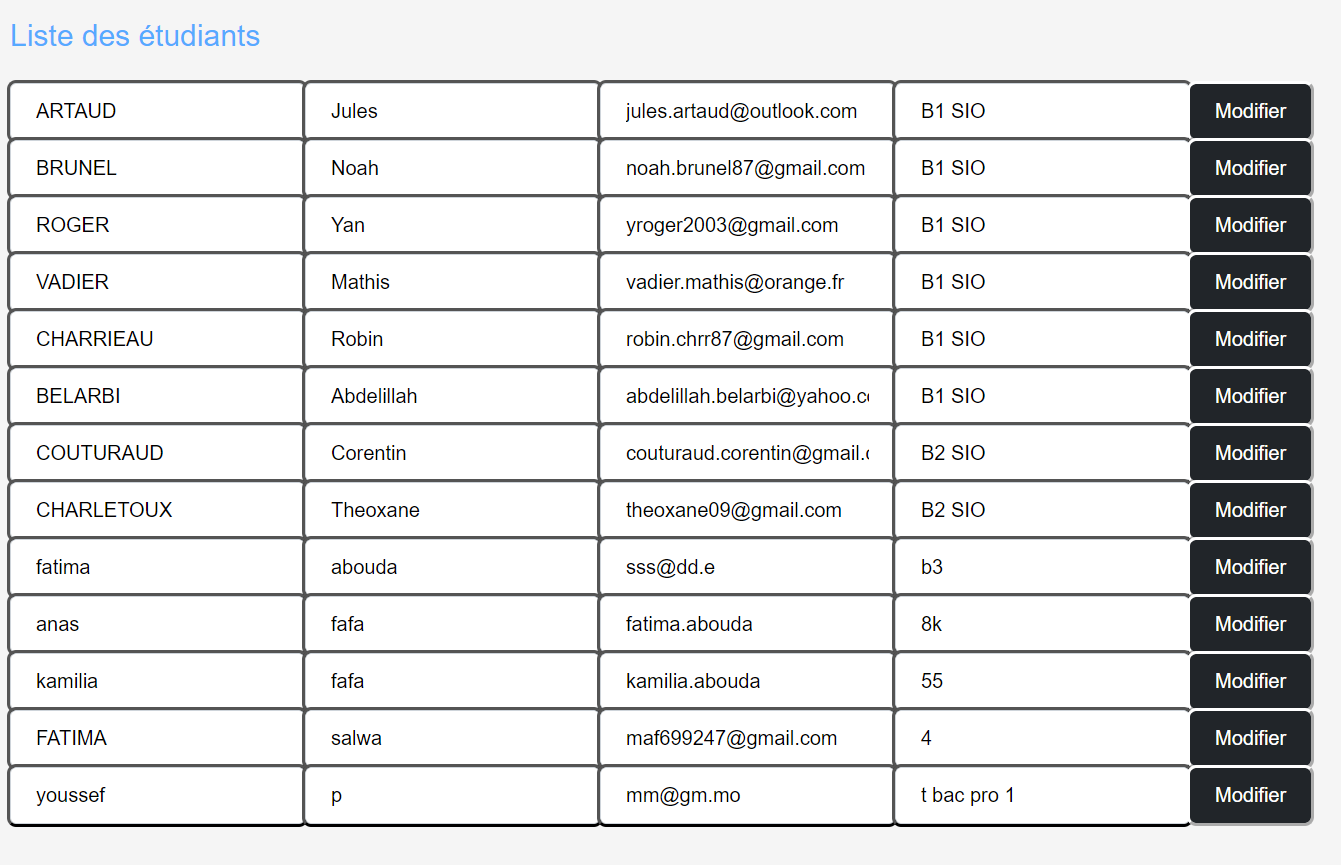 Liste des étudiants
ARTAUD Jules jules.artaud@outlook.com B1 SIO Modifier
BRUNEL Noah noah.brunel87@gmail.com B1 SIO Modifier
ROGER Yan yroger2003@gmail.com B1 SIO Modifier
VADIER Mathis vadier.mathis@orange.fr B1 SIO Modifier
CHARRIEAU Robin robin.chrr87@gmail.com B1 SIO Modifier
BELARBI Abdelillah abdelillah.belarbi@yahoo.c B1 SIO Modifier
COUTURAUD Corentin couturaud.corentin@gmail. B2 SIO Modifier
CHARLETOUX Theoxane theoxane09@gmail.com B2 SIO Modifier
fatima abouda sss@dd.e b3 Modifier
anas fafa fatima.abouda 8k Modifier
kamilia fafa kamilia.abouda 55 Modifier
FATIMA salwa maf699247@gmail.com 4 Modifier
youssef p mm@gm.mo t bac pro 1 Modifier